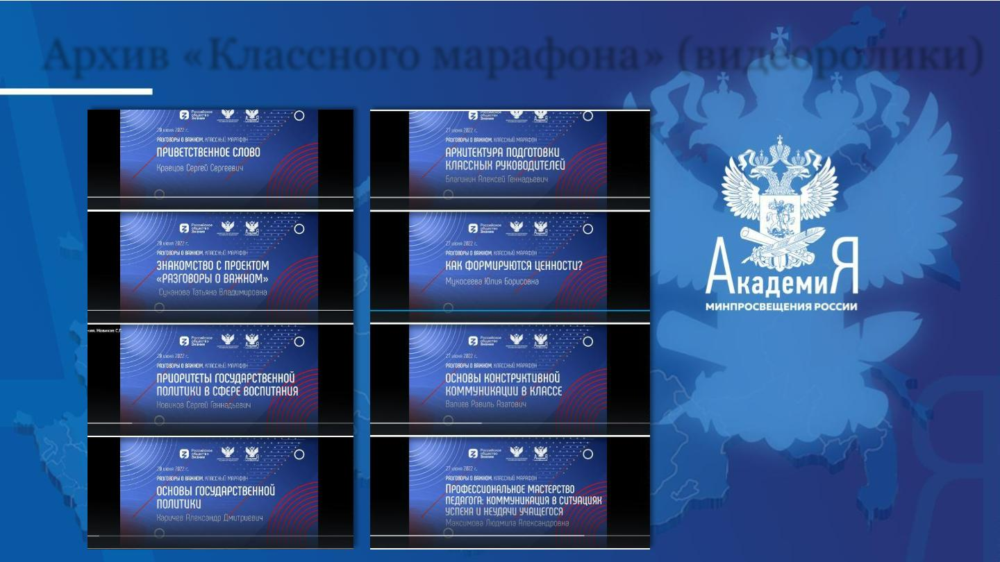 Архив «Классного марафона» (видеоролики)
Российское
общество
Знание
20 июня 2022 г.
РАЗГОВОРЫ О ВАЖНОМ, КЛАССНЫЙ МАРАФОН
ПРИВЕТСТВЕННОЕ СЛОВО
Кравцов Сергей Сергеевич
Российское
общество
Знание
20 июня 2022 г.
РАЗГОВОРЫ О ВАЖНОМ, КЛАССНЫЙ МАРАФОН
ЗНАКОМСТВО С ПРОЕКТОМ
«РАЗГОВОРЫ О ВАЖНОМ»
Суханова Татьяна Владимировна
ния. Новиков С.Г.
Российское
общество
Знание
20 июня 2022 г.
РАЗГОВОРЫ О ВАЖНОМ, КЛАССНЫЙ МАРАФОН
ПРИОРИТЕТЫ ГОСУДАРСТВЕННОЙ
ПОЛИТИКИ В СФЕРЕ ВОСПИТАНИЯ
Новиков Сергей Геннадьевич
Российское
общество
Знание
20 июня 2022 г.
РАЗГОВОРЫ О ВАЖНОМ, КЛАССНЫЙ МАРАФОН
ОСНОВЫ ГОСУДАРСТВЕННОЙ
ПОЛИТИКИ
Харичев Александр Дмитриевич
Российское
общество
Знание
27 июня 2022 г.
РАЗГОВОРЫ О ВАЖНОМ, КЛАССНЫЙ МАРАФОН
АРХИТЕКТУРА ПОДГОТОВКИ
КЛАССНЫХ РУКОВОДИТЕЛЕЙ
Благинин Алексей Геннадьевич
Российское
общество
Знание
27 июня 2022 г.
РАЗГОВОРЫ О ВАЖНОМ, КЛАССНЫЙ МАРАФОН
КАК ФОРМИРУЮТСЯ ЦЕННОСТИ?
Мукосеева Юлия Борисовна
Российское
общество
Знание
27 июня 2022 г.
РАЗГОВОРЫ О ВАЖНОМ, КЛАССНЫЙ МАРАФОН
ОСНОВЫ КОНСТРУКТИВНОЙ
КОММУНИКАЦИИ В КЛАССЕ
Валиев Равиль Азатович
Российское
общество
Знание
27 июня 2022 г.
РАЗГОВОРЫ О ВАЖНОМ, КЛАССНЫЙ МАРАФОН
ПРОФЕССИОНАЛЬНОЕ МАСТЕРСТВО
ПЕДАГОГА: КОММУНИКАЦИЯ В СИТУАЦИЯХ
УСПЕХА И НЕУДАЧИ УЧАЩЕГОСЯ
Максимова Людмила Александровна
АкадемиЯ
МИНПРОСВЕЩЕНИЯ РОССИИ